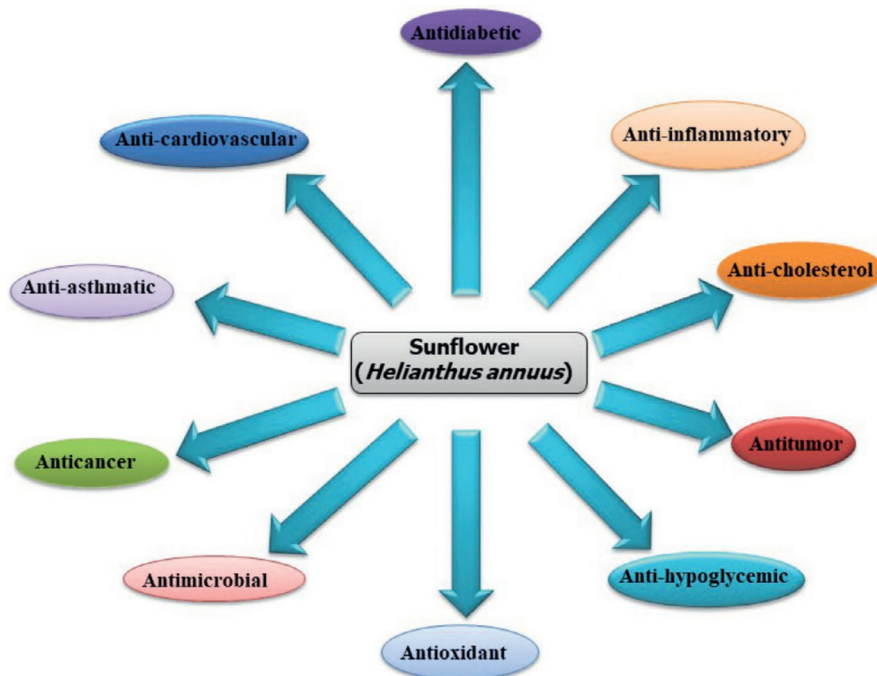 Antidiabetic
Anti-cardiovascular
Anti-inflammatory
Anti-asthmatic
Anti-cholesterol
Sunflower
(Helianthus annuus)
Anticancer
Antitumor
Antimicrobial
Anti-hypoglycemic
Antioxidant